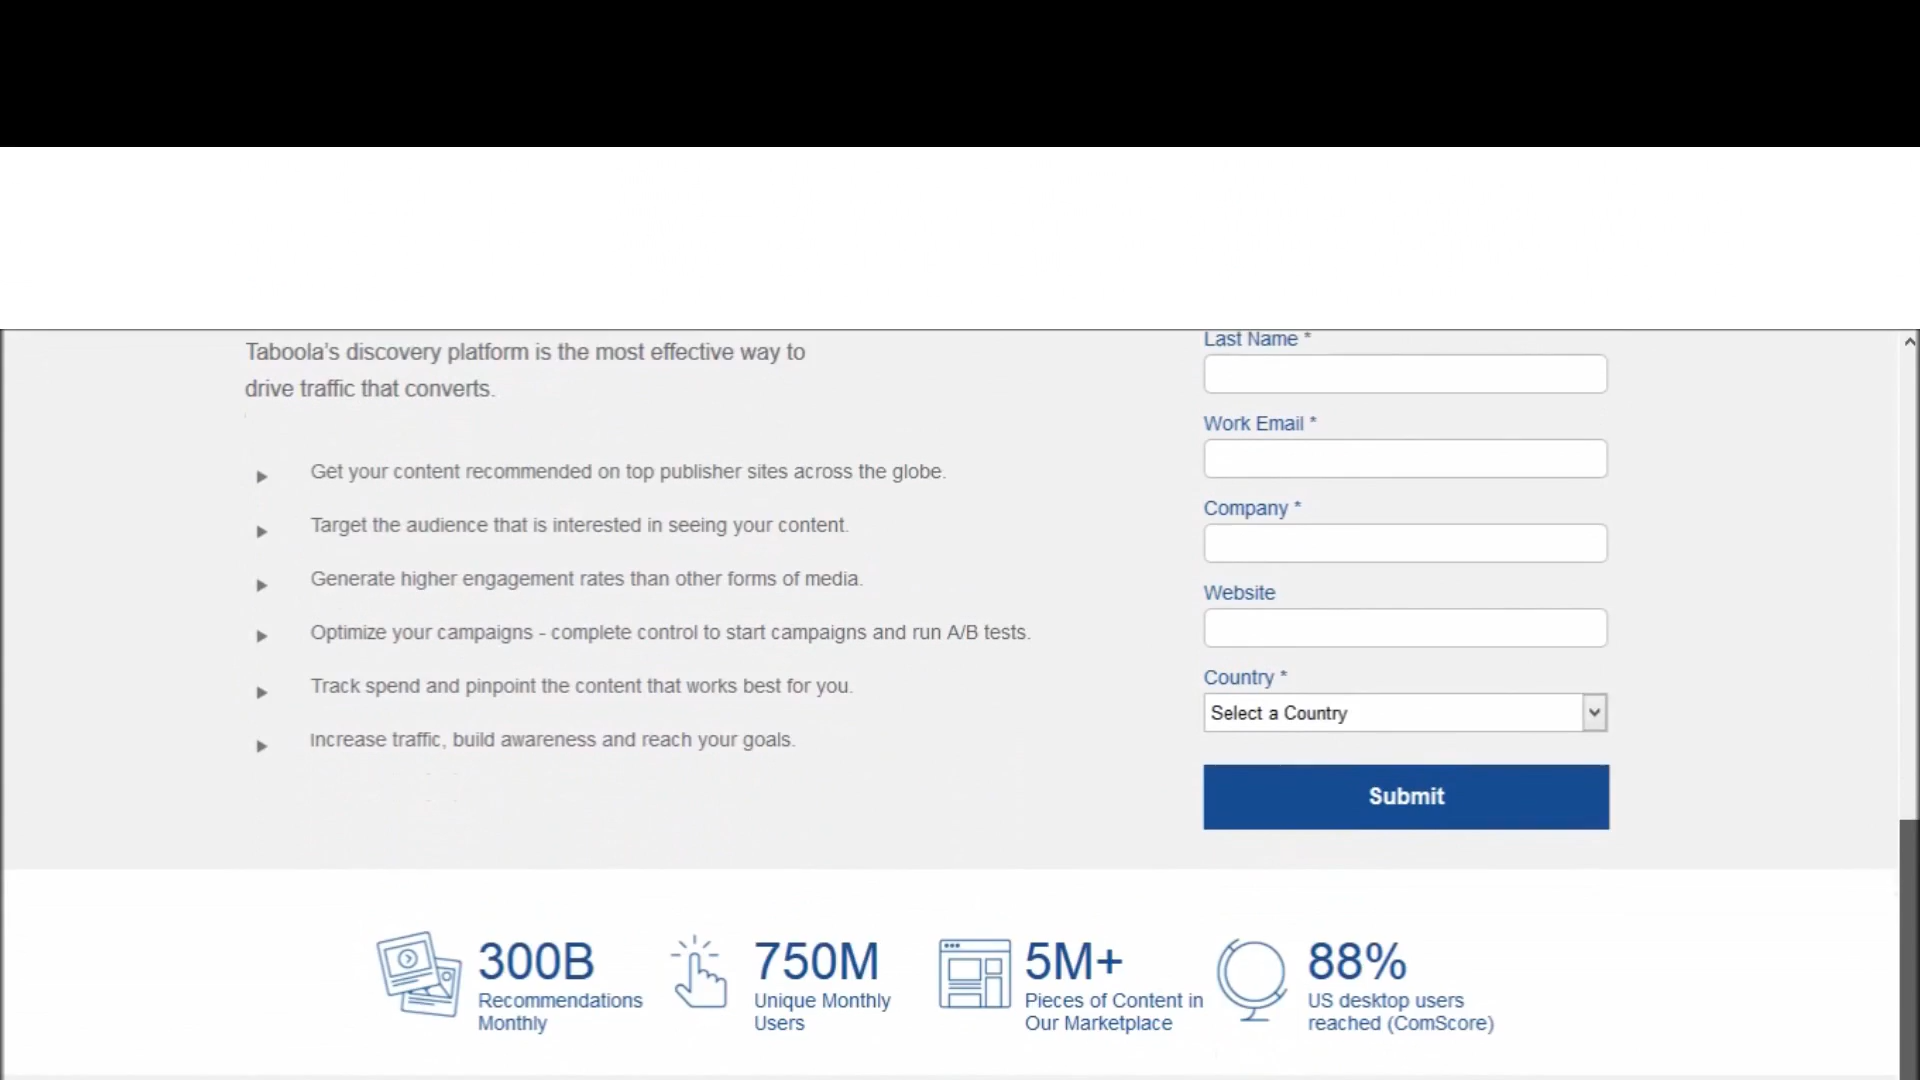 Taboola's discovery platform is the most effective way to
drive traffic that converts.
Get your content recommended on top publisher sites across the globe.
Target the audience that is interested in seeing your content.
Generate higher engagement rates than other forms of media.
Optimize your campaigns - complete control to start campaigns and run A/B tests.
Track spend and pinpoint the content that works best for you.
Increase traffic, build awareness and reach your goals.
Last Name *
Work Email *
Company *
Website
Country *
Select a Country
Submit
300B
Recommendations
Monthly
750M
Unique Monthly
Users
5M+
Pieces of Content in
Our Marketplace
88%
US desktop users
reached (ComScore)